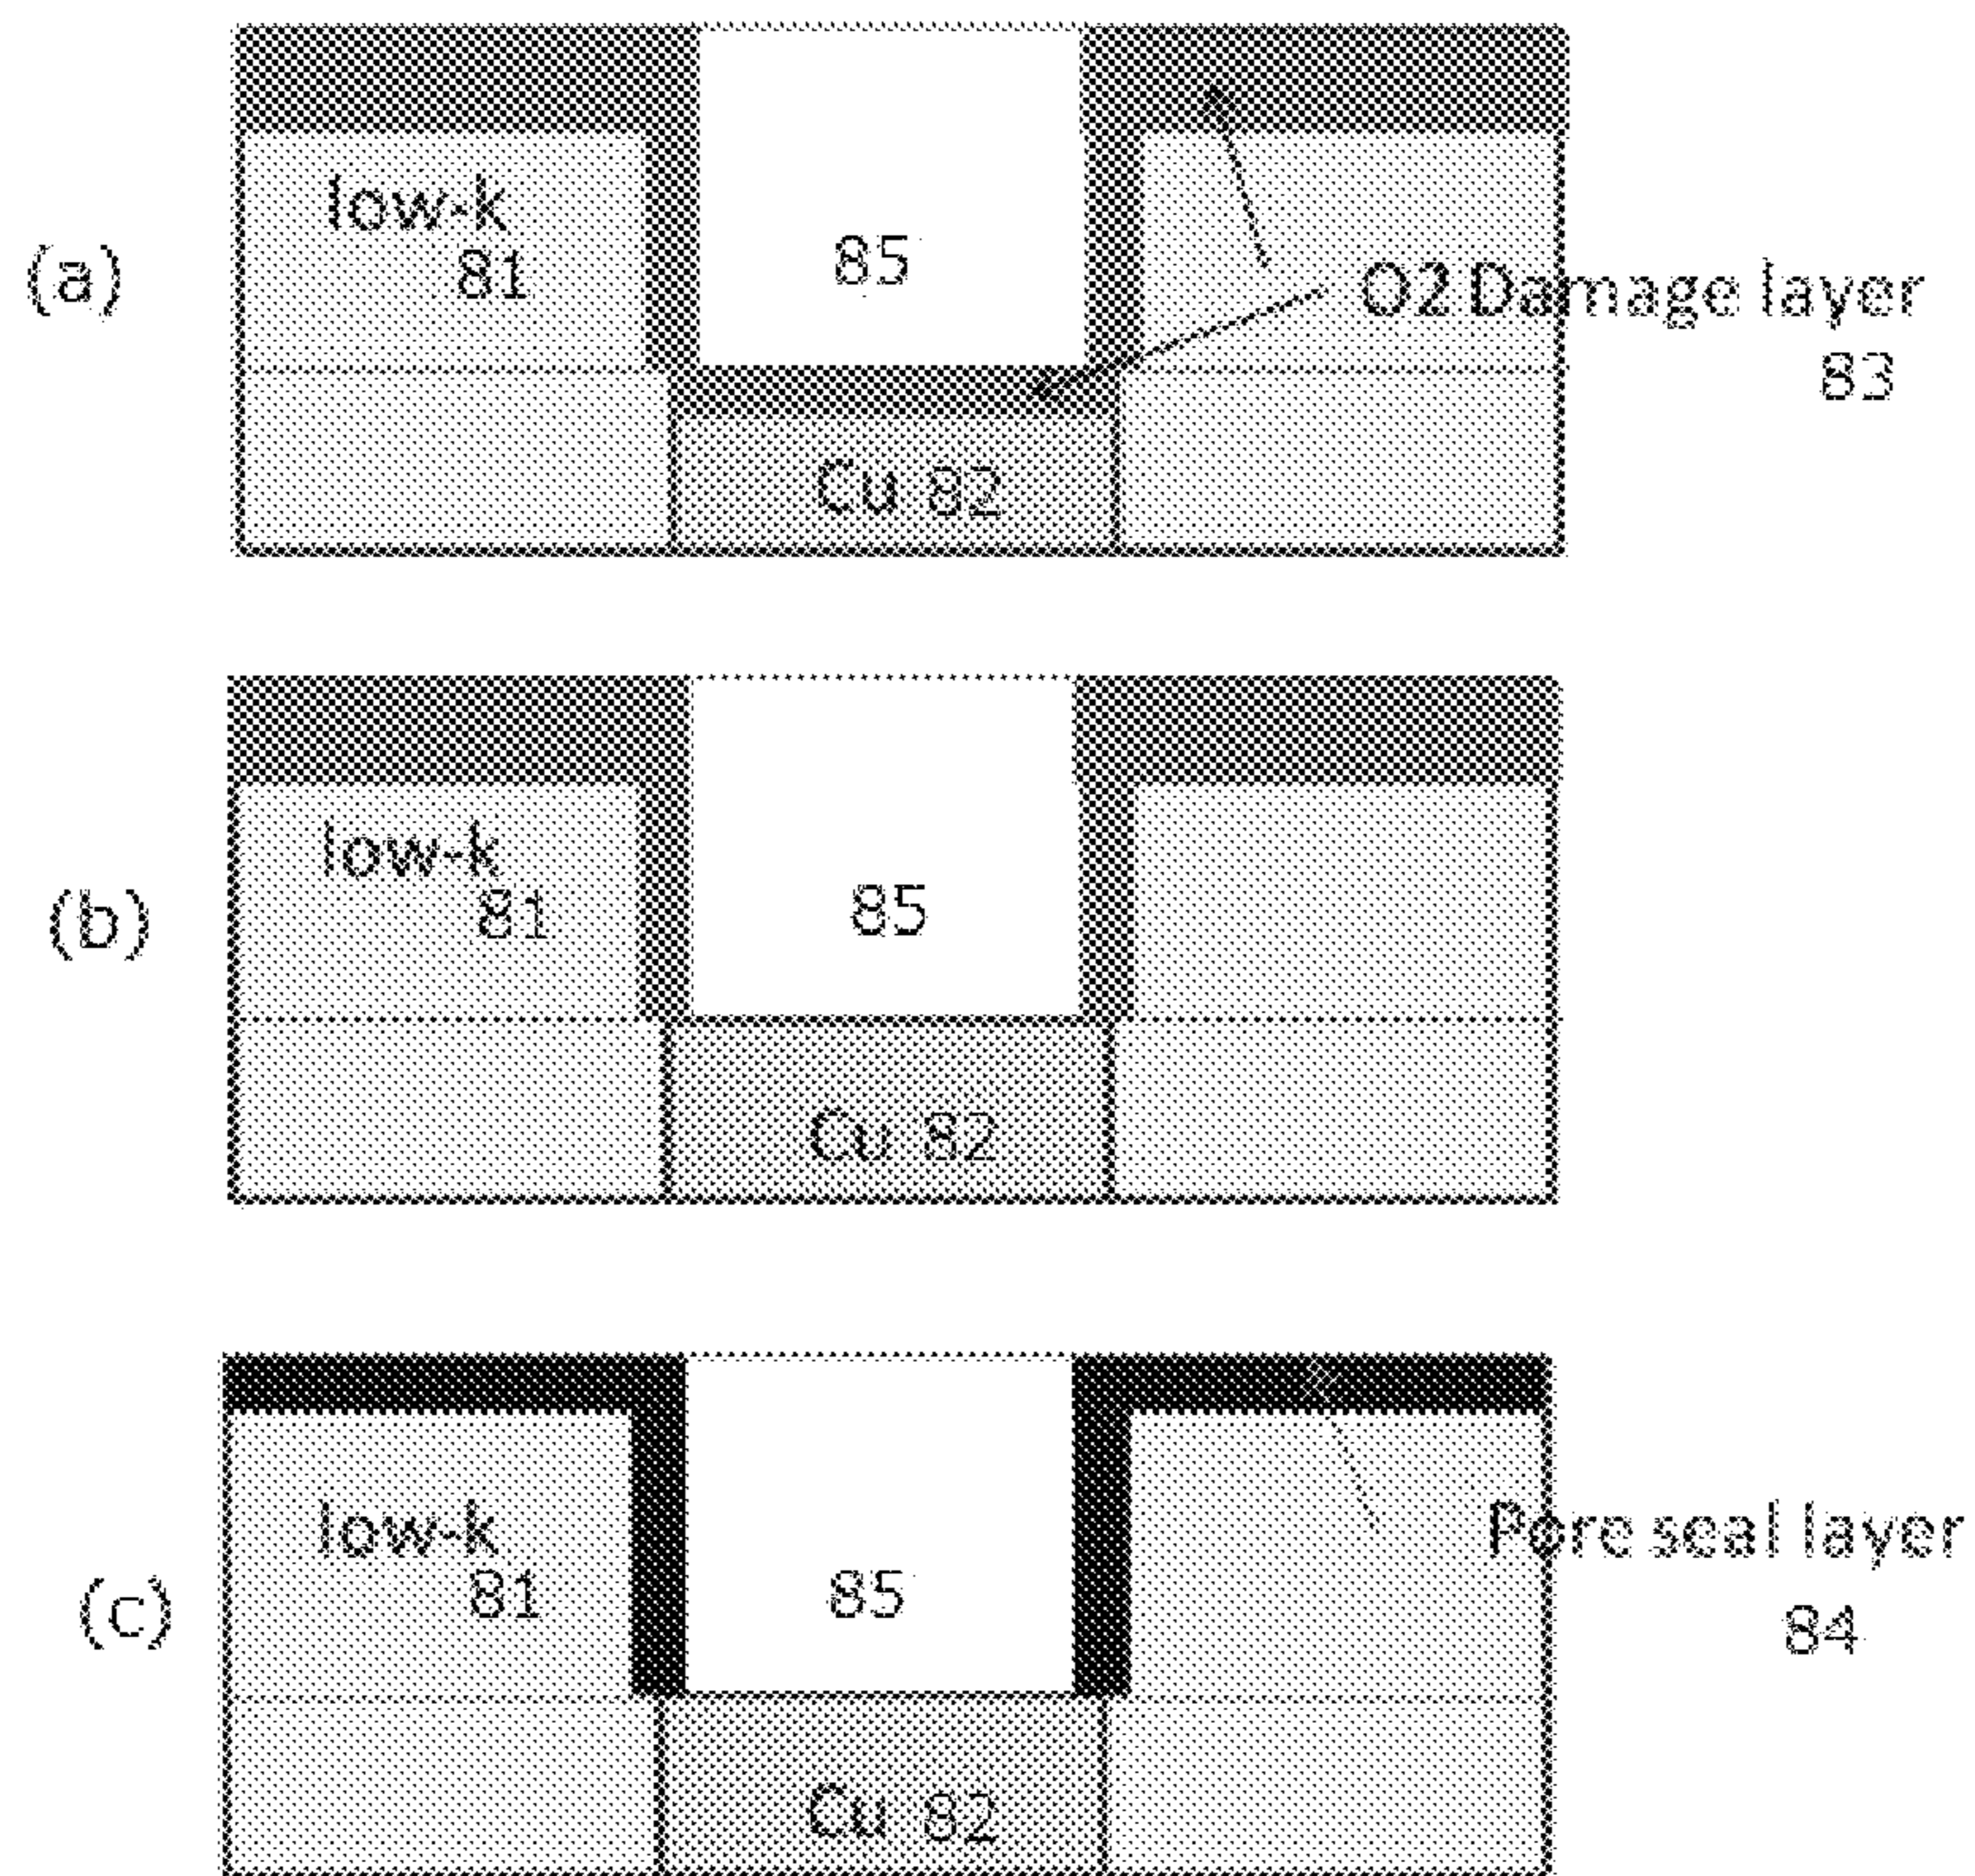 (a)
low-k
81
85
O2 Damage layer
83
Cu 82
(b)
low-k
81
85
Cu 82
(c)
low-k
81
85
Pore seal layer
84
Cu 82